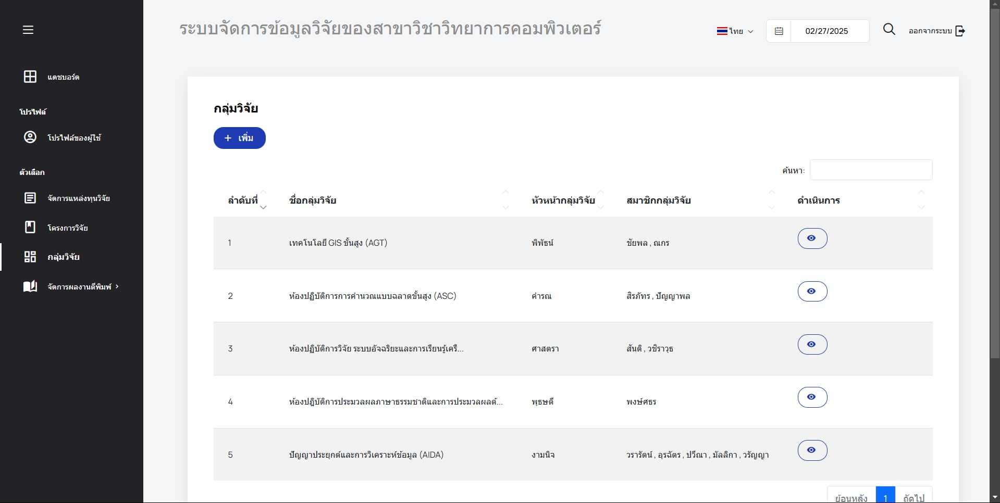 ระบบจัดการข้อมูลวิจัยของสาขาวิชาวิทยาการคอมพิวเตอร์
ไทย
02/27/2025
ออกจากระบบ
แดชบอร์ด
โปรไฟล์
โปรไฟล์ของผู้ใช้
ตัวเลือก
จัดการแหล่งทุนวิจัย
โครงการวิจัย
กลุ่มวิจัย
จัดการผลงานตีพิมพ์
กลุ่มวิจัย
+ เพิ่ม
ค้นหา:
ลำดับที่ ชื่อกลุ่มวิจัย หัวหน้ากลุ่มวิจัย สมาชิกกลุ่มวิจัย ดำเนินการ
1 เทคโนโลยี GIS ขั้นสูง (AGT) พิพัธน์ ชัยพล , ณกร
2 ห้องปฏิบัติการการคำนวณแบบฉลาดขั้นสูง (ASC) คำรณ สิรภัทร , ปัญญาพล
3 ห้องปฏิบัติการวิจัย ระบบอัจฉริยะและการเรียนรู้เครื่... ศาสตรา สันติ , วชิราวุธ
4 ห้องปฎิบัติการประมวลผลภาษาธรรมชาติและการประมวลผลด้... พุธษดี พงษ์ศธร
5 ปัญญาประยุกต์และการวิเคราะห์ข้อมูล (AIDA) งามนิจ วรารัตน์ , อุรฉัตร , ปวีณา , มัลลิกา , วรัญญา
ย้อนหลัง 1 ถัดไป